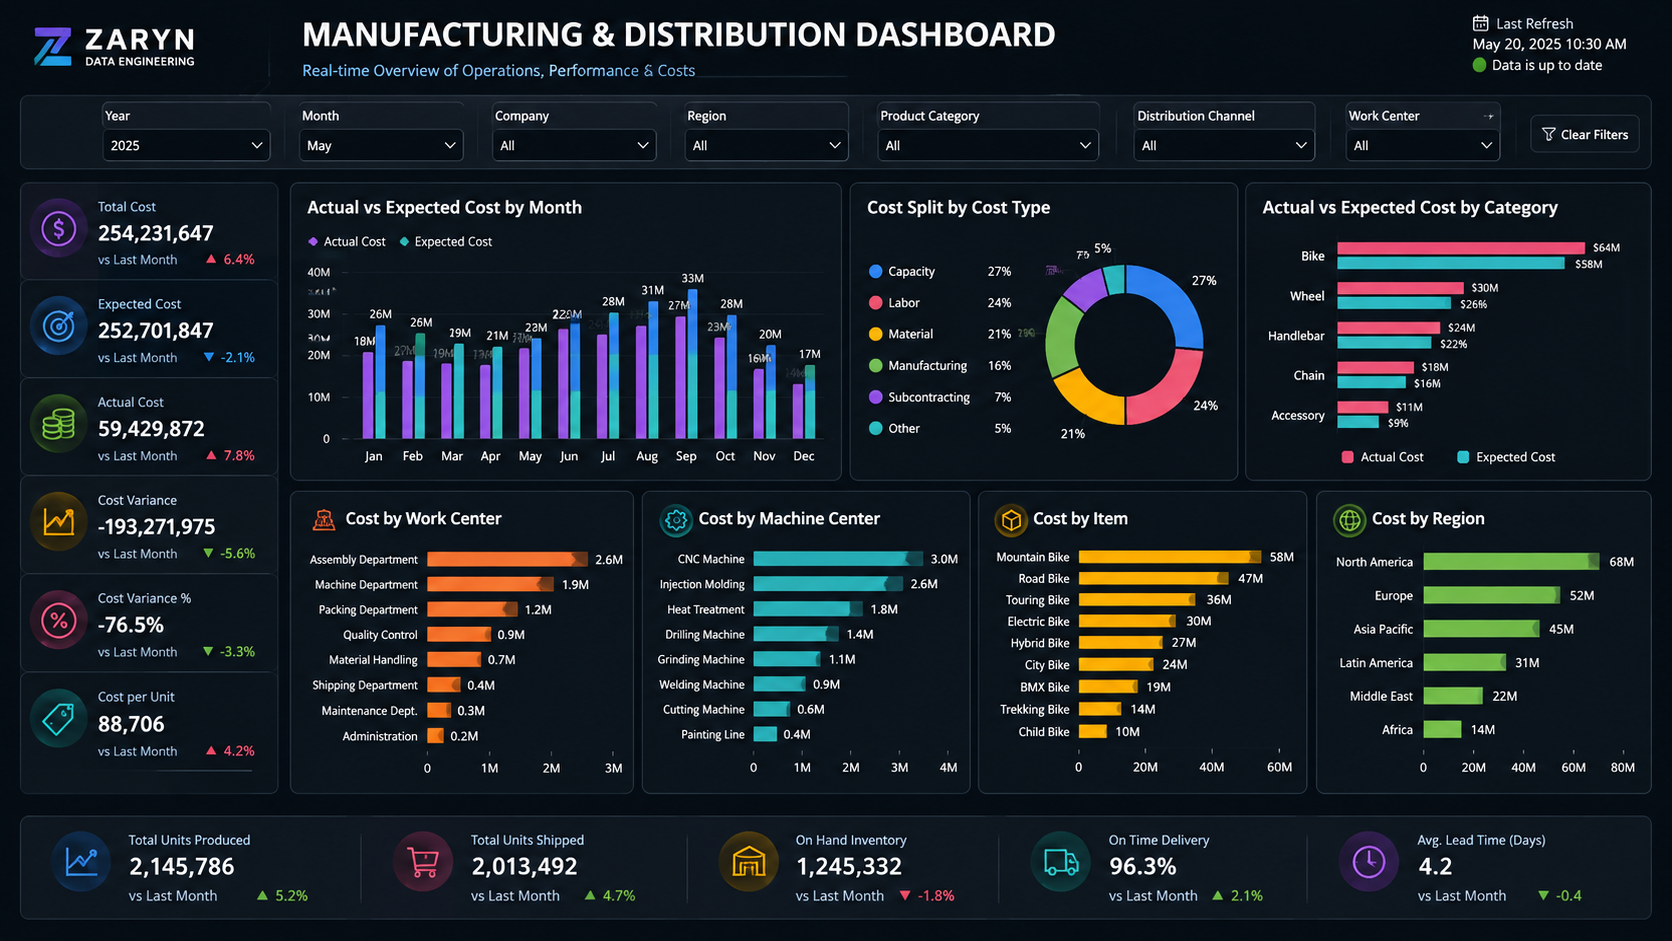 ZARYN
DATA ENGINEERING
MANUFACTURING & DISTRIBUTION DASHBOARD
Real-time Overview of Operations, Performance & Costs
Last Refresh
May 20, 2025 10:30 AM
Data is up to date
Year
2025
Month
May
Company
All
Region
All
Product Category
All
Distribution Channel
All
Work Center
All
Clear Filters
Total Cost
254,231,647
vs Last Month ▲ 6.4%
Expected Cost
252,701,847
vs Last Month ▼ -2.1%
Actual Cost
59,429,872
vs Last Month ▲ 7.8%
Cost Variance
-193,271,975
vs Last Month ▼ -5.6%
Cost Variance %
-76.5%
vs Last Month ▼ -3.3%
Cost per Unit
88,706
vs Last Month ▲ 4.2%
Actual vs Expected Cost by Month
Actual Cost Expected Cost
40M
30M
20M
10M
0
18M 26M 26M 19M 21M 23M 28M 31M 27M 33M 23M 28M 16M 20M 17M
Jan Feb Mar Apr May Jun Jul Aug Sep Oct Nov Dec
Cost Split by Cost Type
Capacity 27%
Labor 24%
Material 21%
Manufacturing 16%
Subcontracting 7%
Other 5%
5%
27%
24%
21%
Actual vs Expected Cost by Category
Bike $64M
$58M
Wheel $30M
$26%
Handlebar $24M
$22%
Chain $18M
$16M
Accessory $11M
$9%
Actual Cost Expected Cost
Cost by Work Center
Assembly Department 2.6M
Machine Department 1.9M
Packing Department 1.2M
Quality Control 0.9M
Material Handling 0.7M
Shipping Department 0.4M
Maintenance Dept. 0.3M
Administration 0.2M
0 1M 2M 3M
Cost by Machine Center
CNC Machine 3.0M
Injection Molding 2.6M
Heat Treatment 1.8M
Drilling Machine 1.4M
Grinding Machine 1.1M
Welding Machine 0.9M
Cutting Machine 0.6M
Painting Line 0.4M
0 1M 2M 3M 4M
Cost by Item
Mountain Bike 58M
Road Bike 47M
Touring Bike 36M
Electric Bike 30M
Hybrid Bike 27M
City Bike 24M
BMX Bike 19M
Trekking Bike 14M
Child Bike 10M
0 20M 40M 60M
Cost by Region
North America 68M
Europe 52M
Asia Pacific 45M
Latin America 31M
Middle East 22M
Africa 14M
0 20M 40M 60M 80M
Total Units Produced
2,145,786
vs Last Month ▲ 5.2%
Total Units Shipped
2,013,492
vs Last Month ▲ 4.7%
On Hand Inventory
1,245,332
vs Last Month ▼ -1.8%
On Time Delivery
96.3%
vs Last Month ▲ 2.1%
Avg. Lead Time (Days)
4.2
vs Last Month ▼ -0.4